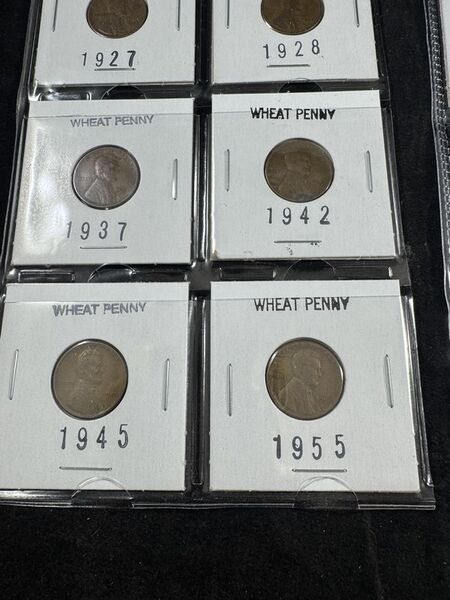 1927
1928
WHEAT PENNY
WHEAT PENNY
1937
1942
WHEAT PENNY
WHEAT PENNY
1945
1955